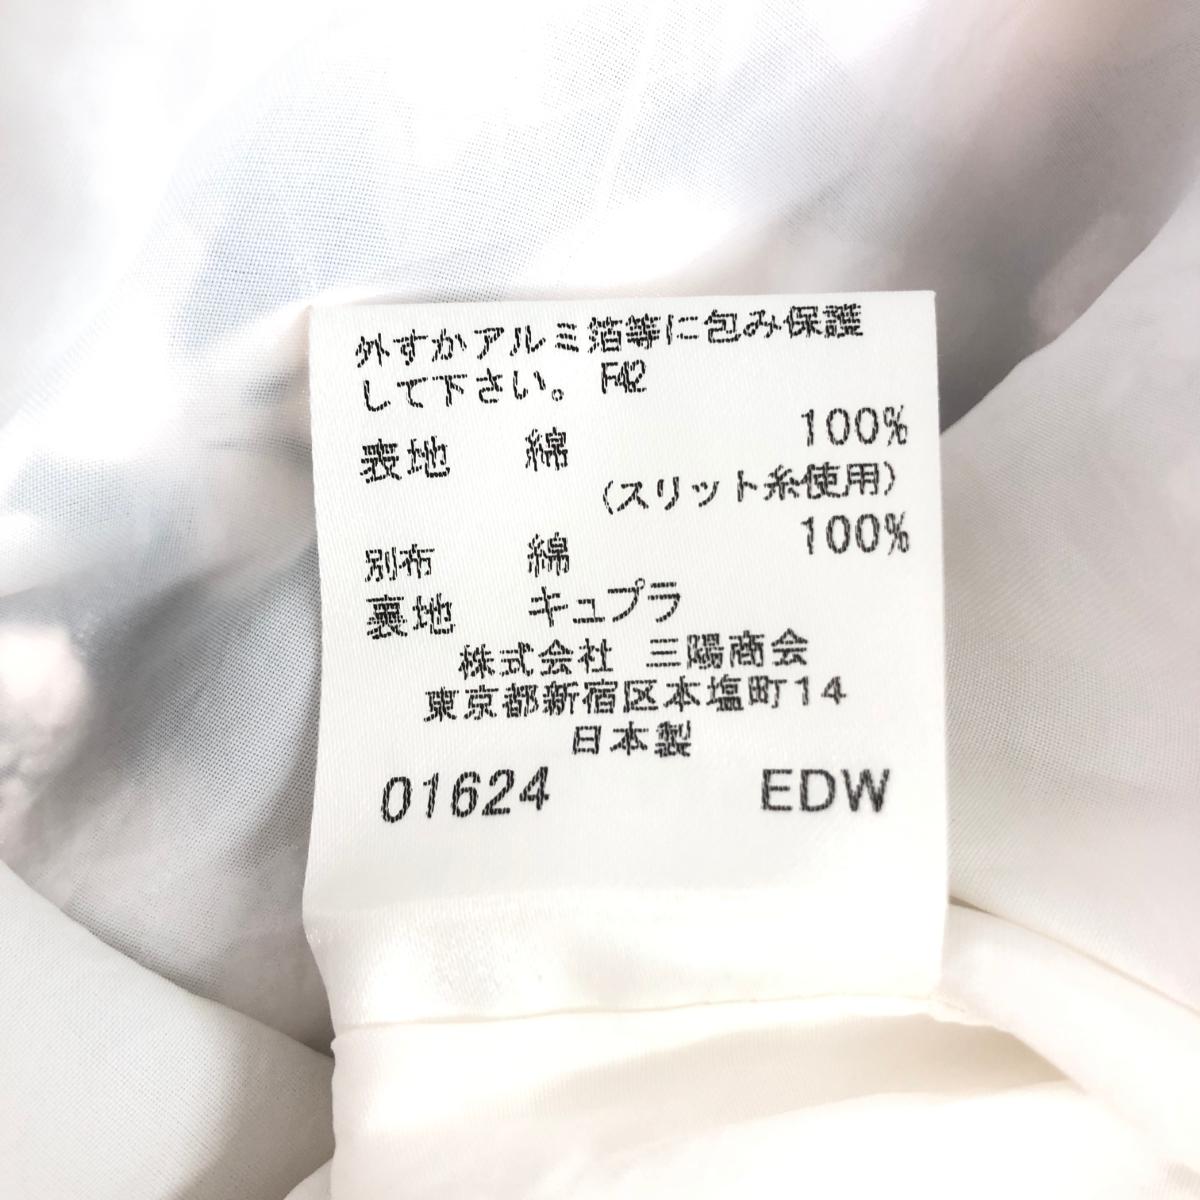 外すかアルミ箔等に包み保護
して下さい。 F42
表地 綿 100%
(スリット糸使用)
別布 綿 100%
裏地 キュプラ
株式会社 三陽商会
東京都新宿区本塩町14
日本製
01624 EDW